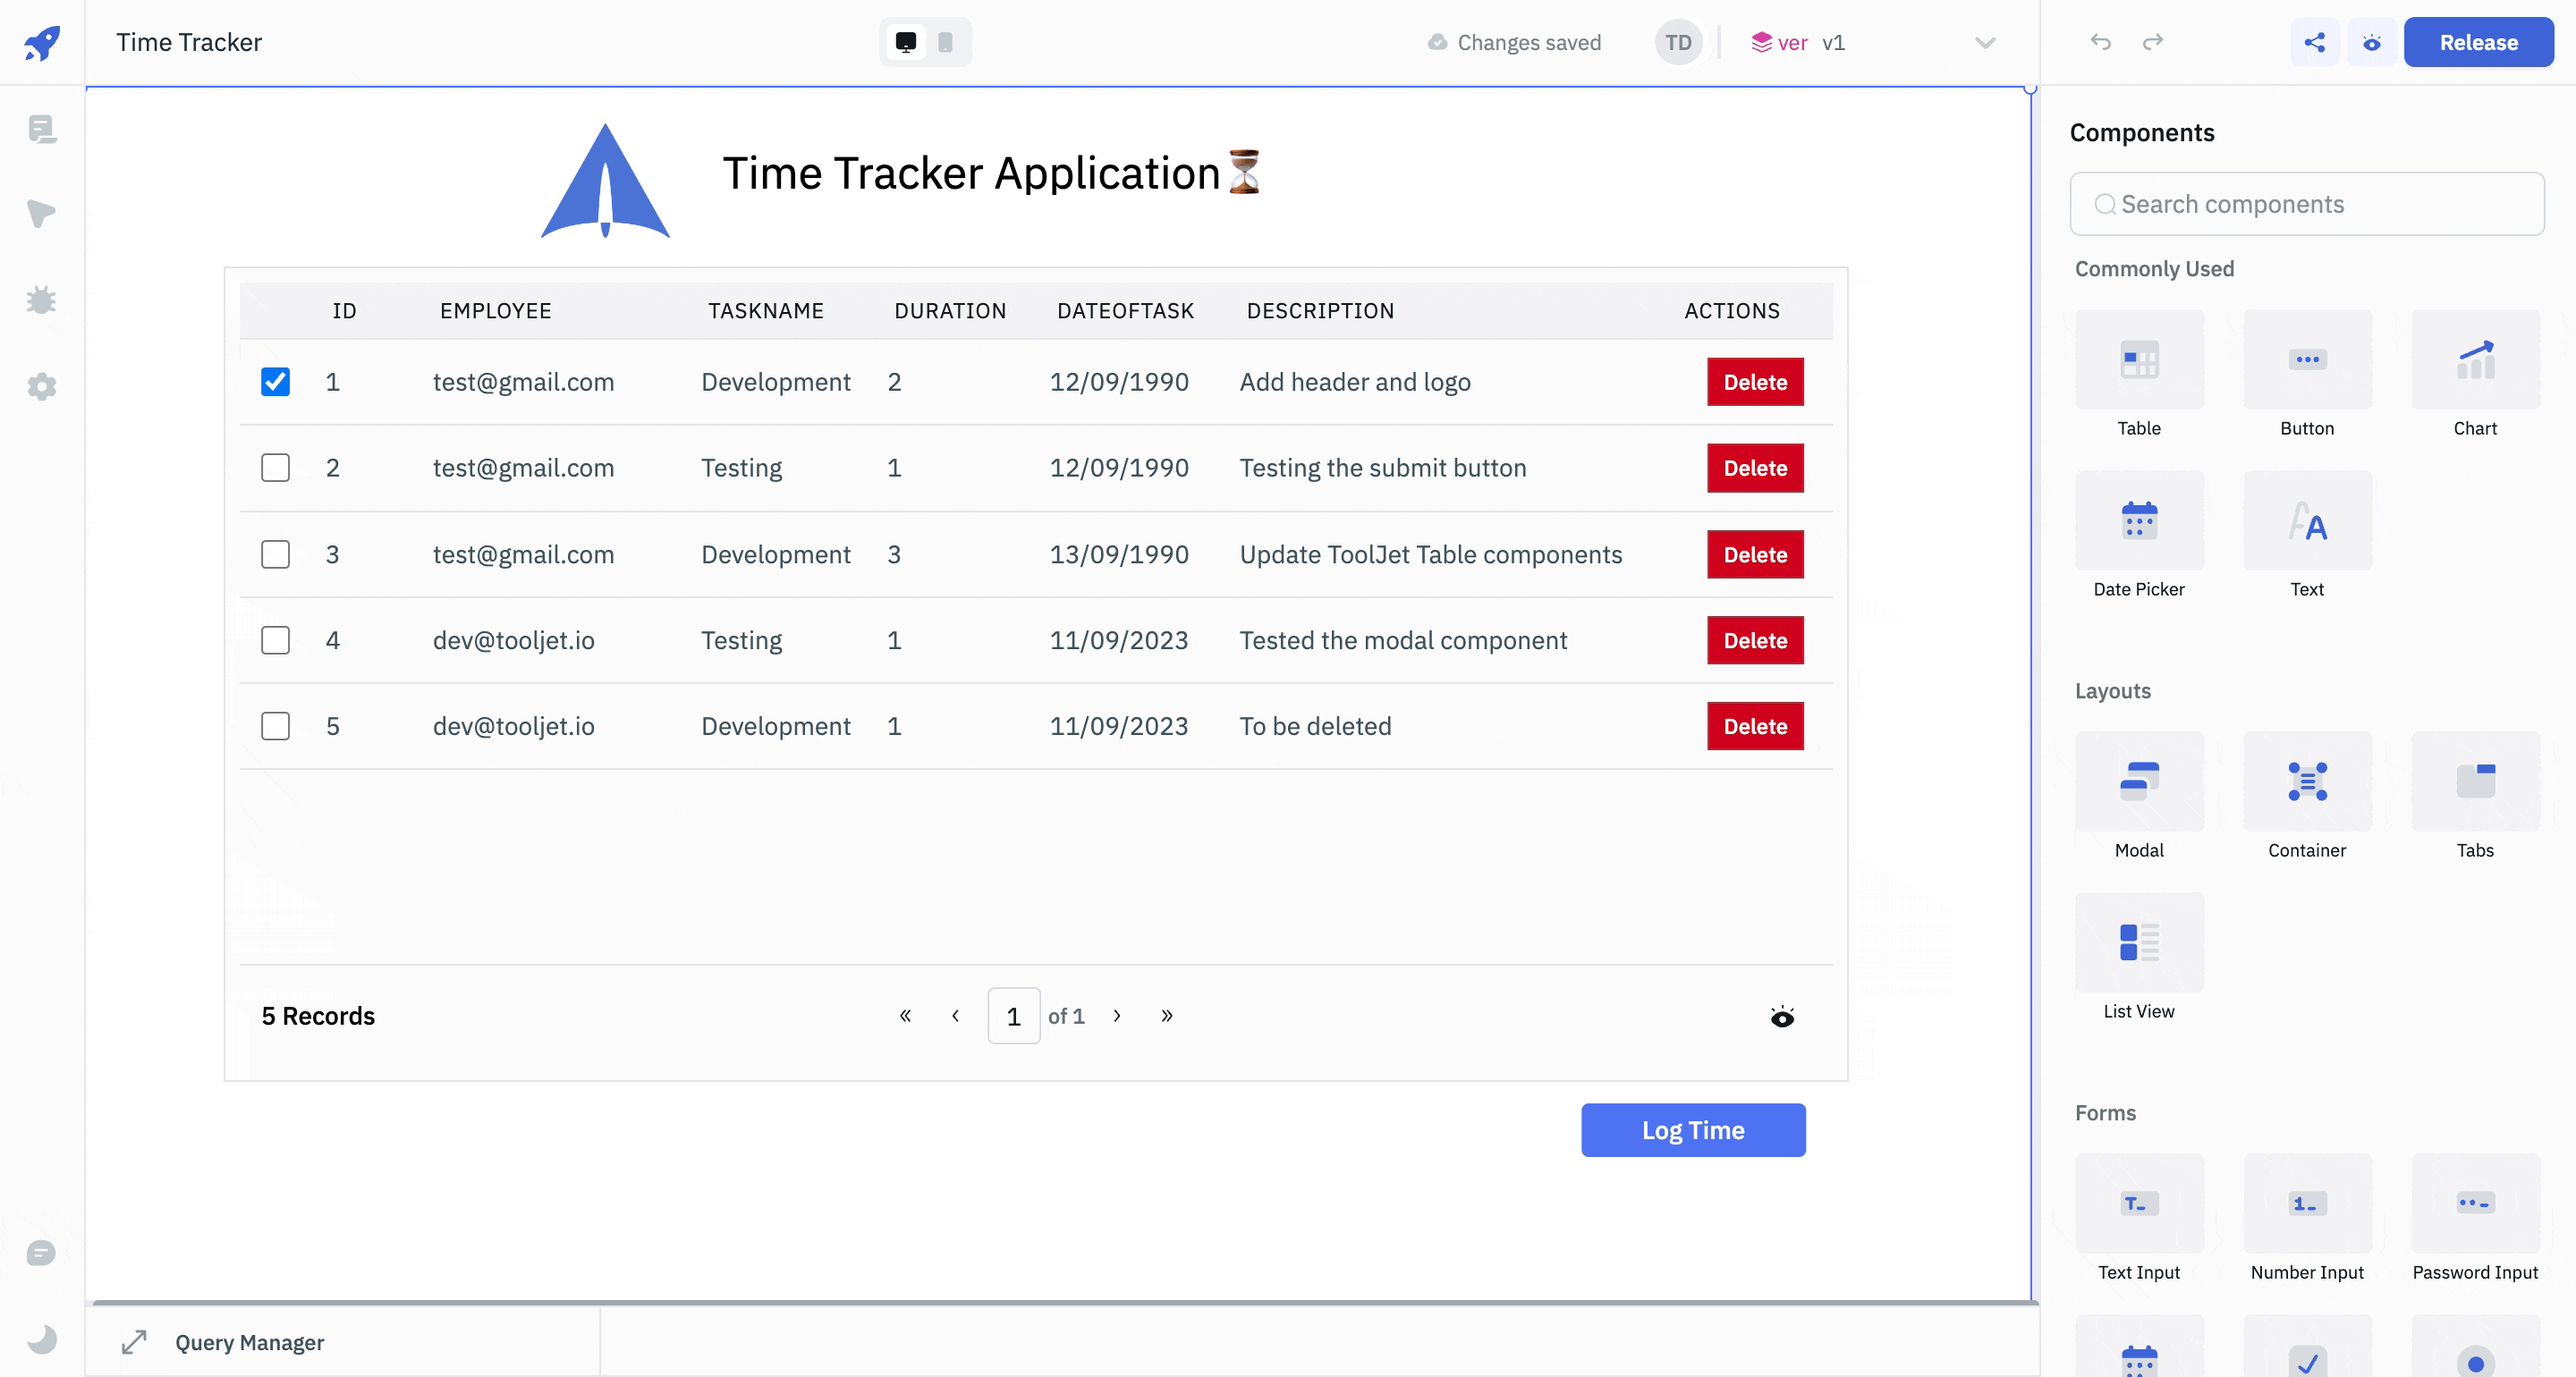 Time Tracker
Changes saved
TD
ver v1
Release
Time Tracker Application⏳
ID EMPLOYEE TASKNAME DURATION DATEOFTASK DESCRIPTION ACTIONS
1 test@gmail.com Development 2 12/09/1990 Add header and logo Delete
2 test@gmail.com Testing 1 12/09/1990 Testing the submit button Delete
3 test@gmail.com Development 3 13/09/1990 Update ToolJet Table components Delete
4 dev@tooljet.io Testing 1 11/09/2023 Tested the modal component Delete
5 dev@tooljet.io Development 1 11/09/2023 To be deleted Delete
5 Records « ‹ 1 of 1 › »
Log Time
Query Manager
Components
Search components
Commonly Used
Table Button Chart
Date Picker Text
Layouts
Modal Container Tabs
List View
Forms
Text Input Number Input Password Input